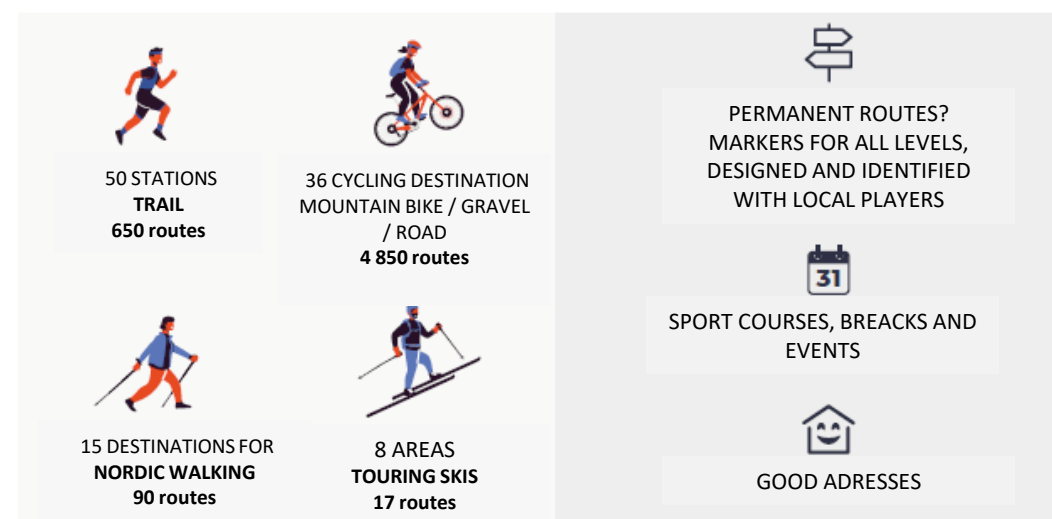 50 STATIONS
TRAIL
650 routes
36 CYCLING DESTINATION
MOUNTAIN BIKE / GRAVEL
/ ROAD
4 850 routes
15 DESTINATIONS FOR
NORDIC WALKING
90 routes
8 AREAS
TOURING SKIS
17 routes
PERMANENT ROUTES?
MARKERS FOR ALL LEVELS,
DESIGNED AND IDENTIFIED
WITH LOCAL PLAYERS
31
SPORT COURSES, BREACKS AND
EVENTS
GOOD ADRESSES